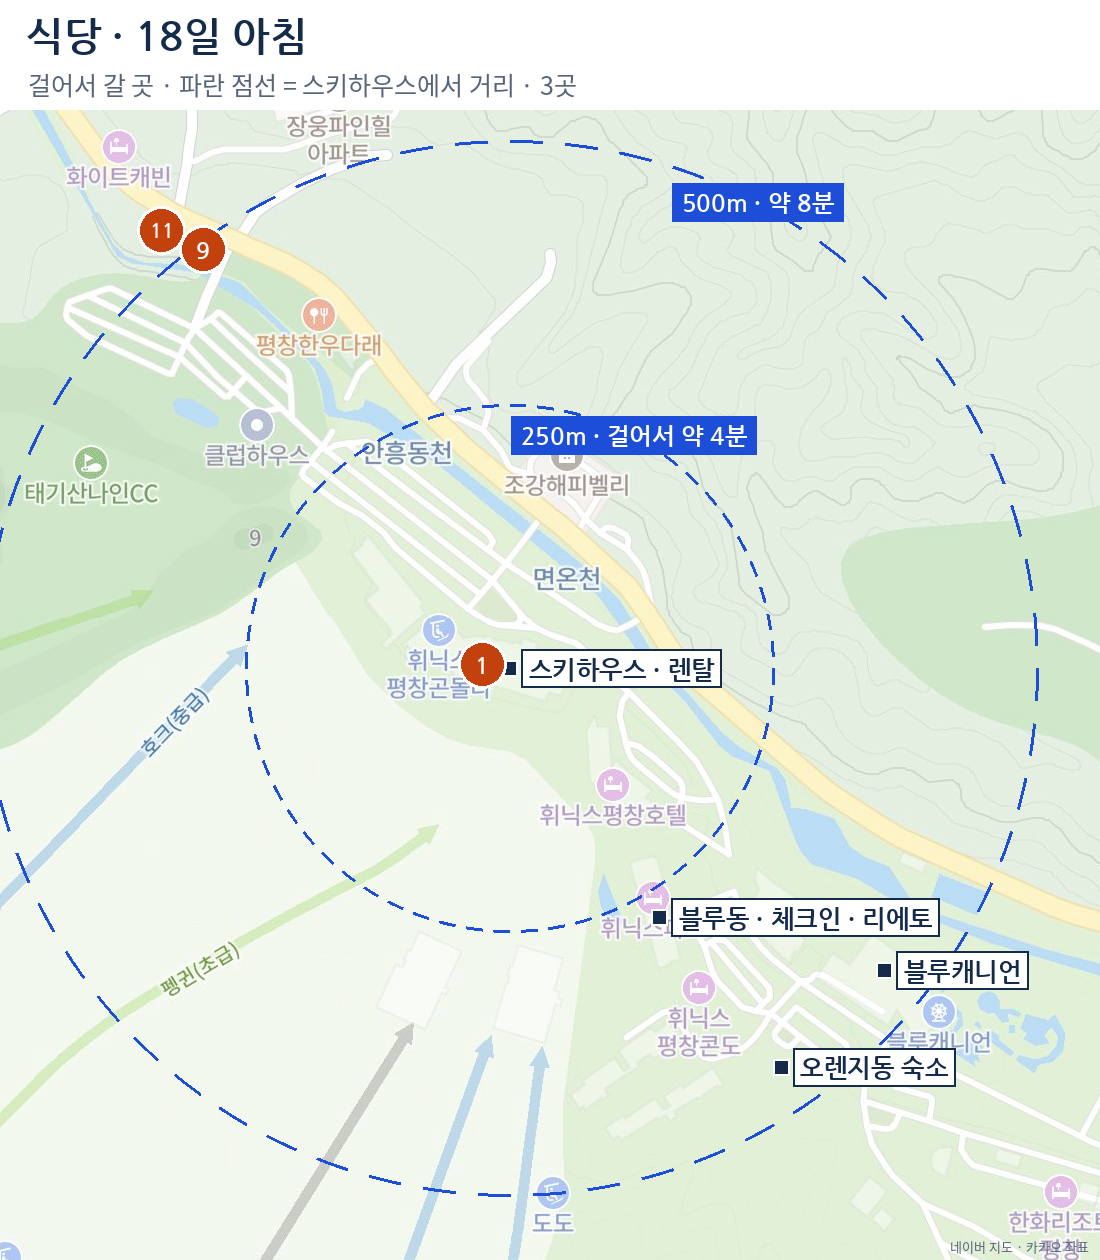 식당 · 18일 아침
걸어서 갈 곳 · 파란 점선 = 스키하우스에서 거리 · 3곳
장웅파인힐
아파트
화이트캐빈
500m · 약 8분
11
9
평창한우다래
250m · 걸어서 약 4분
클럽하우스
안흥동천
태기산나인CC
조강해피벨리
9
면온천
휘닉스
1
스키하우스 · 렌탈
평창곤돌라
호크(중급)
휘닉스평창호텔
블루동 · 체크인 · 리에토
휘닉스
펭귄(초급)
블루캐니언
휘닉스
평창콘도
블루캐니언
오렌지동 숙소
도도
한화리조트
평창
네이버 지도 · 카카오 좌표